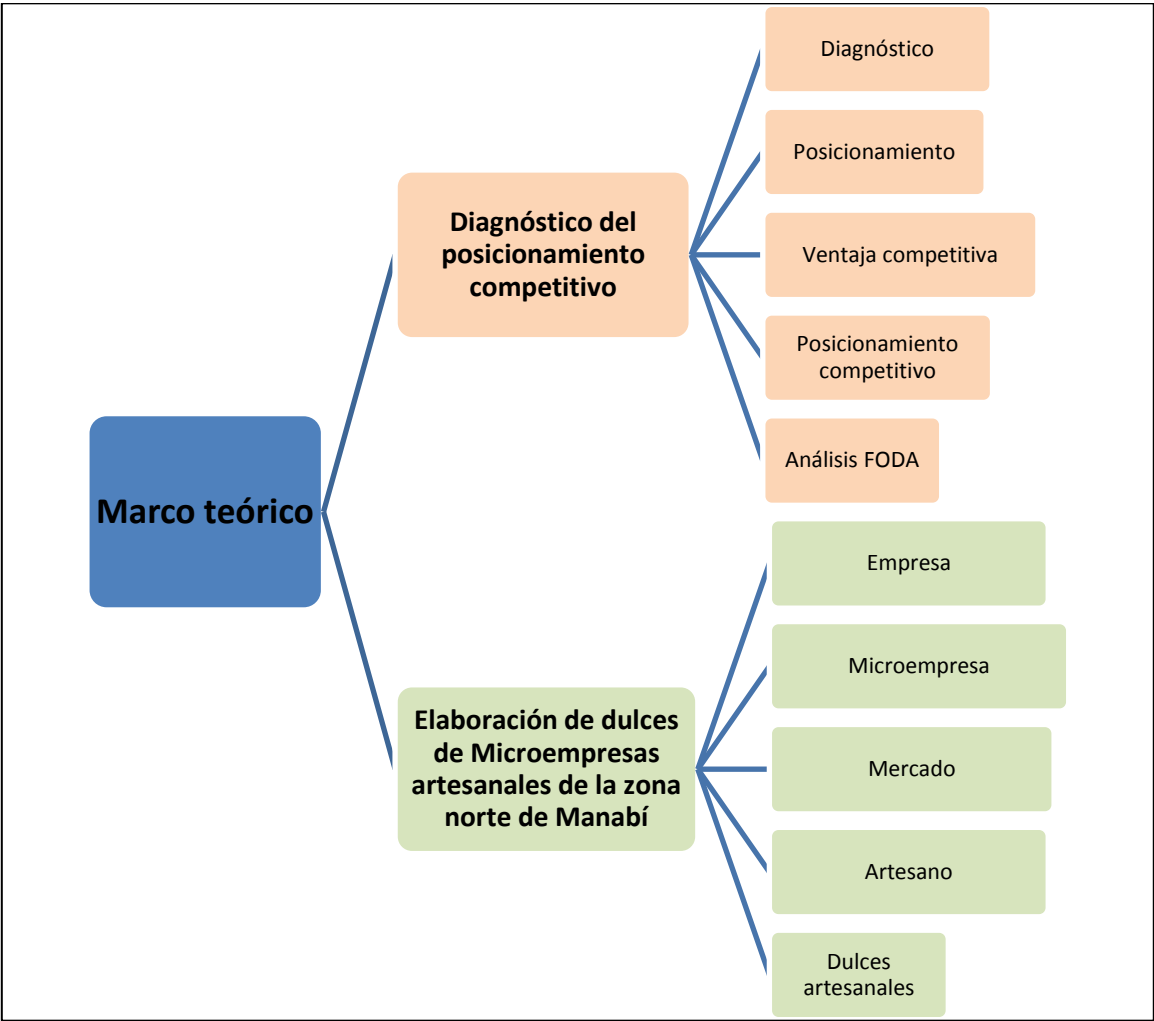 Marco teórico
Diagnóstico del
posicionamiento
competitivo
Diagnóstico
Posicionamiento
Ventaja competitiva
Posicionamiento
competitivo
Análisis FODA
Elaboración de dulces
de Microempresas
artesanales de la zona
norte de Manabí
Empresa
Microempresa
Mercado
Artesano
Dulces
artesanales